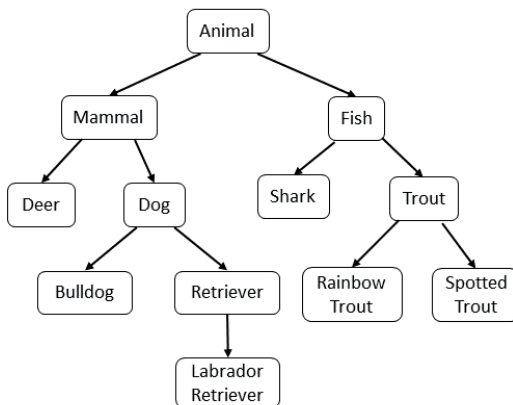 Animal
Mammal
Fish
Deer
Dog
Shark
Trout
Bulldog
Retriever
Rainbow
Trout
Spotted
Trout
Labrador
Retriever